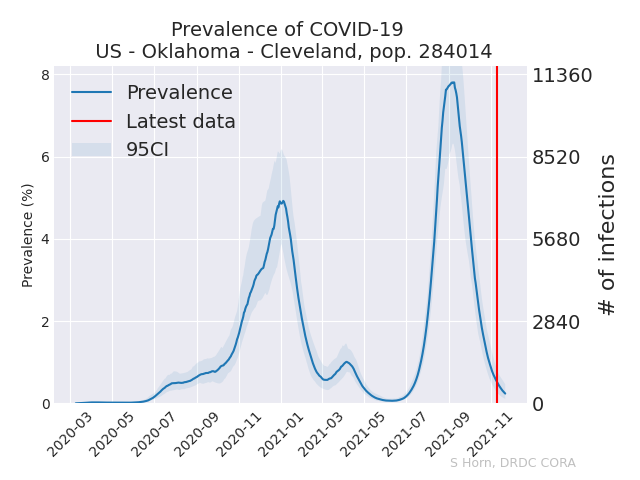 Prevalence of COVID-19
US - Oklahoma - Cleveland, pop. 284014
Prevalence
Latest data
95CI
Prevalence (%)
8
6
4
2
0
11360
8520
5680
2840
0
# of infections
2020-03
2020-05
2020-07
2020-09
2020-11
2021-01
2021-03
2021-05
2021-07
2021-09
2021-11
S Horn, DRDC CORA